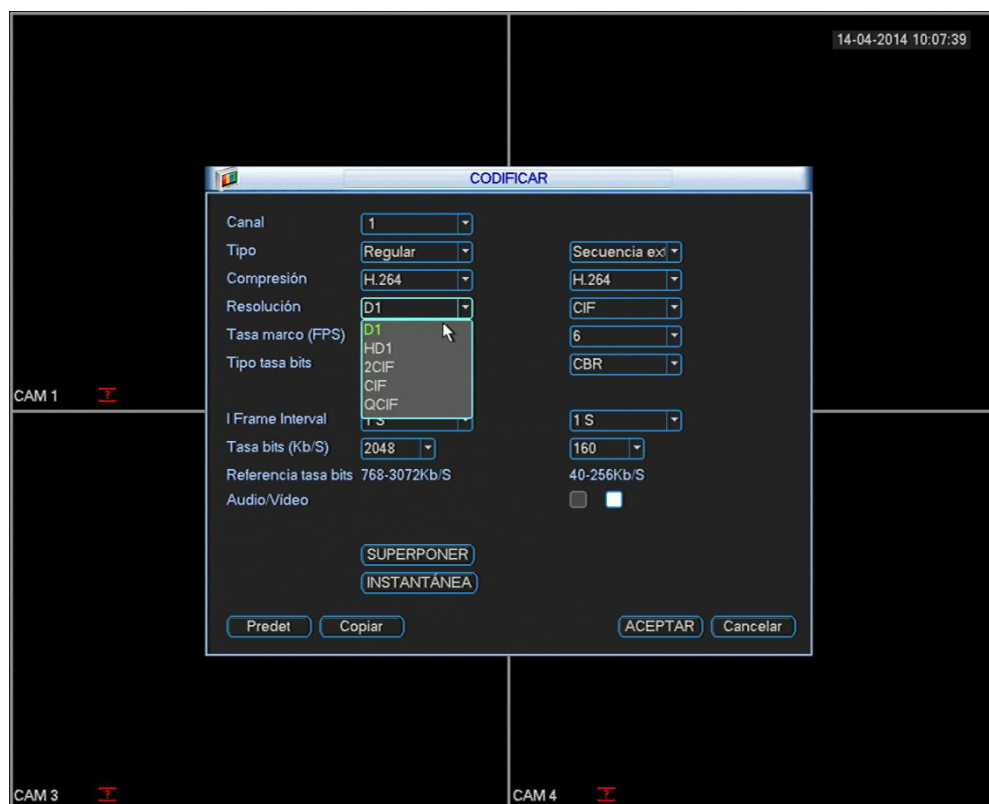 14-04-2014 10:07:39
CODIFICAR
Canal 1
Tipo Regular Secuencia ext
Compresión H.264 H.264
Resolución D1 CIF
Tasa marco (FPS) D1 6
HD1
Tipo tasa bits 2CIF CBR
CIF
QCIF
I Frame Interval 1 S 1 S
Tasa bits (Kb/S) 2048 160
Referencia tasa bits 768-3072Kb/S 40-256Kb/S
Audio/Vídeo
SUPERPONER
INSTANTÁNEA
Predet Copiar ACEPTAR Cancelar
CAM 1 ?
CAM 3 ? CAM 4 ?